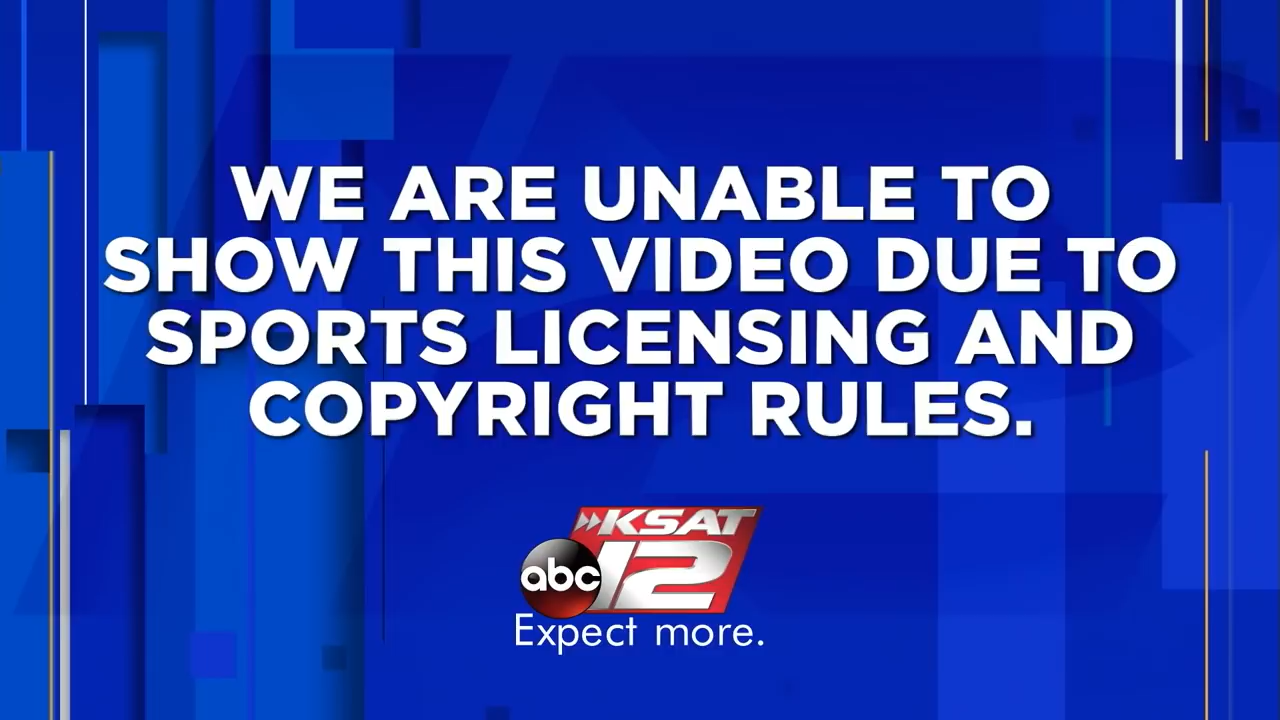 WE ARE UNABLE TO
SHOW THIS VIDEO DUE TO
SPORTS LICENSING AND
COPYRIGHT RULES.
KSAT
abc 12
Expect more.